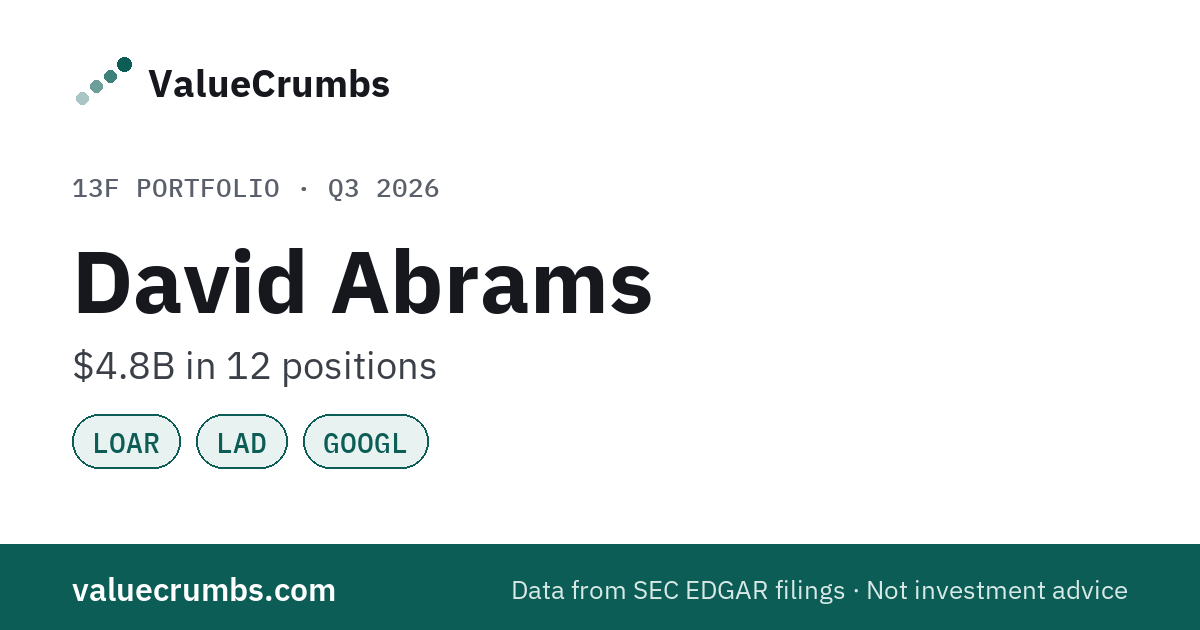 ValueCrumbs
13F PORTFOLIO · Q3 2026
David Abrams
$4.8B in 12 positions
LOAR LAD GOOGL
valuecrumbs.com Data from SEC EDGAR filings · Not investment advice